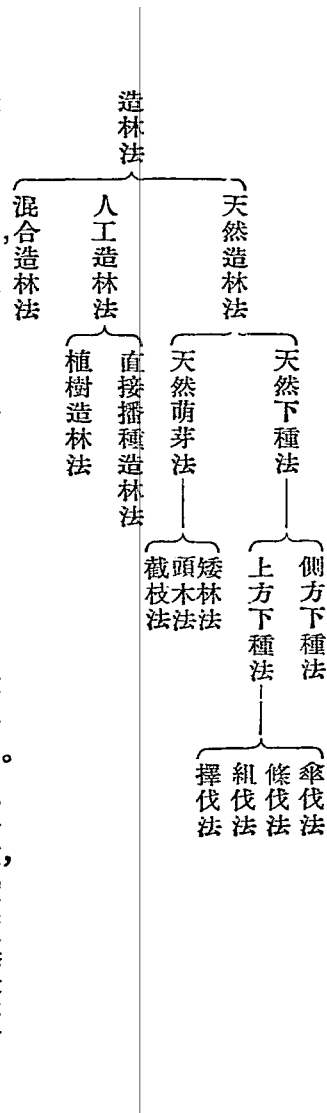 造林法
天然造林法
天然下種法
側方下種法
上方下種法
傘伐法
條伐法
組伐法
擇伐法
天然萌芽法
矮林法
頭木法
截枝法
人工造林法
直接播種造林法
植樹造林法
混合造林法